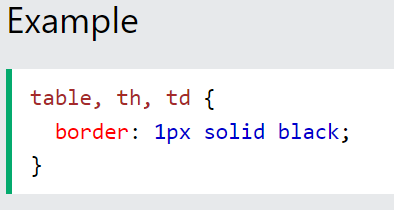 Example
table, th, td {
  border: 1px solid black;
}